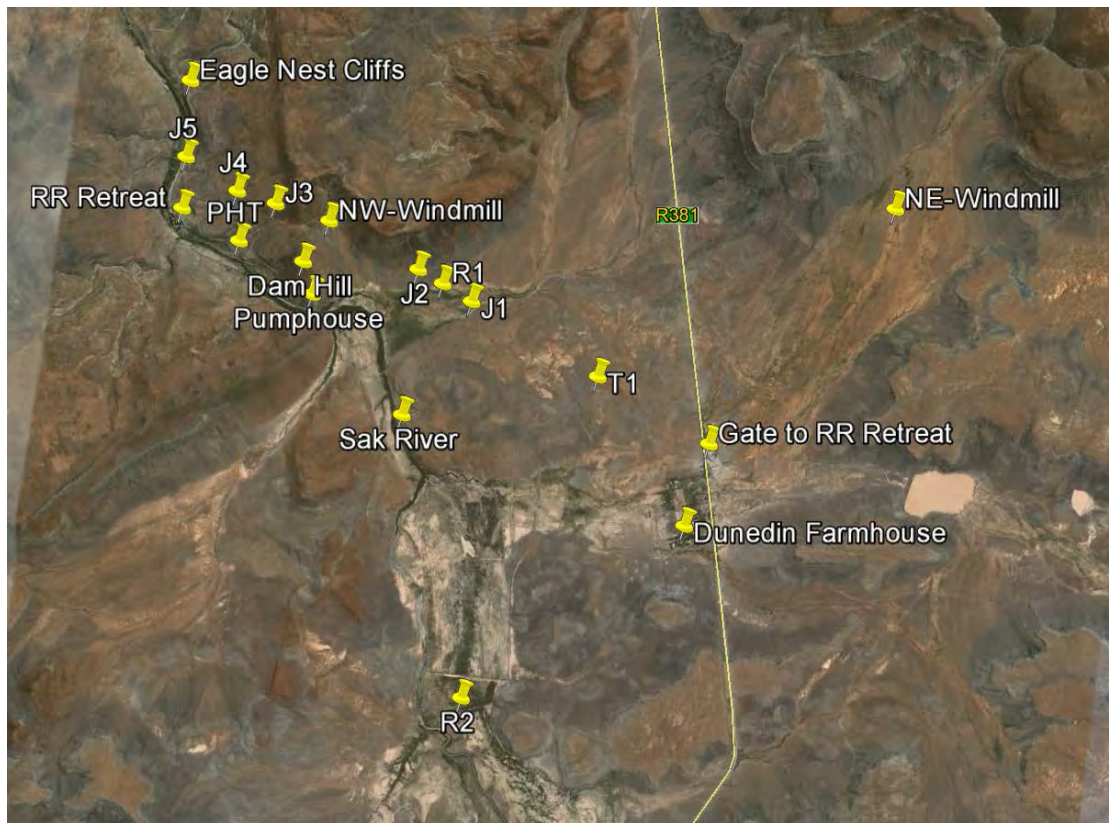 Eagle Nest Cliffs
J5
J4
J3
RR Retreat
PHT
NW-Windmill
R381
NE-Windmill
Dam Hill
J2
R1
J1
Pumphouse
T1
Sak River
Gate to RR Retreat
Dunedin Farmhouse
R2